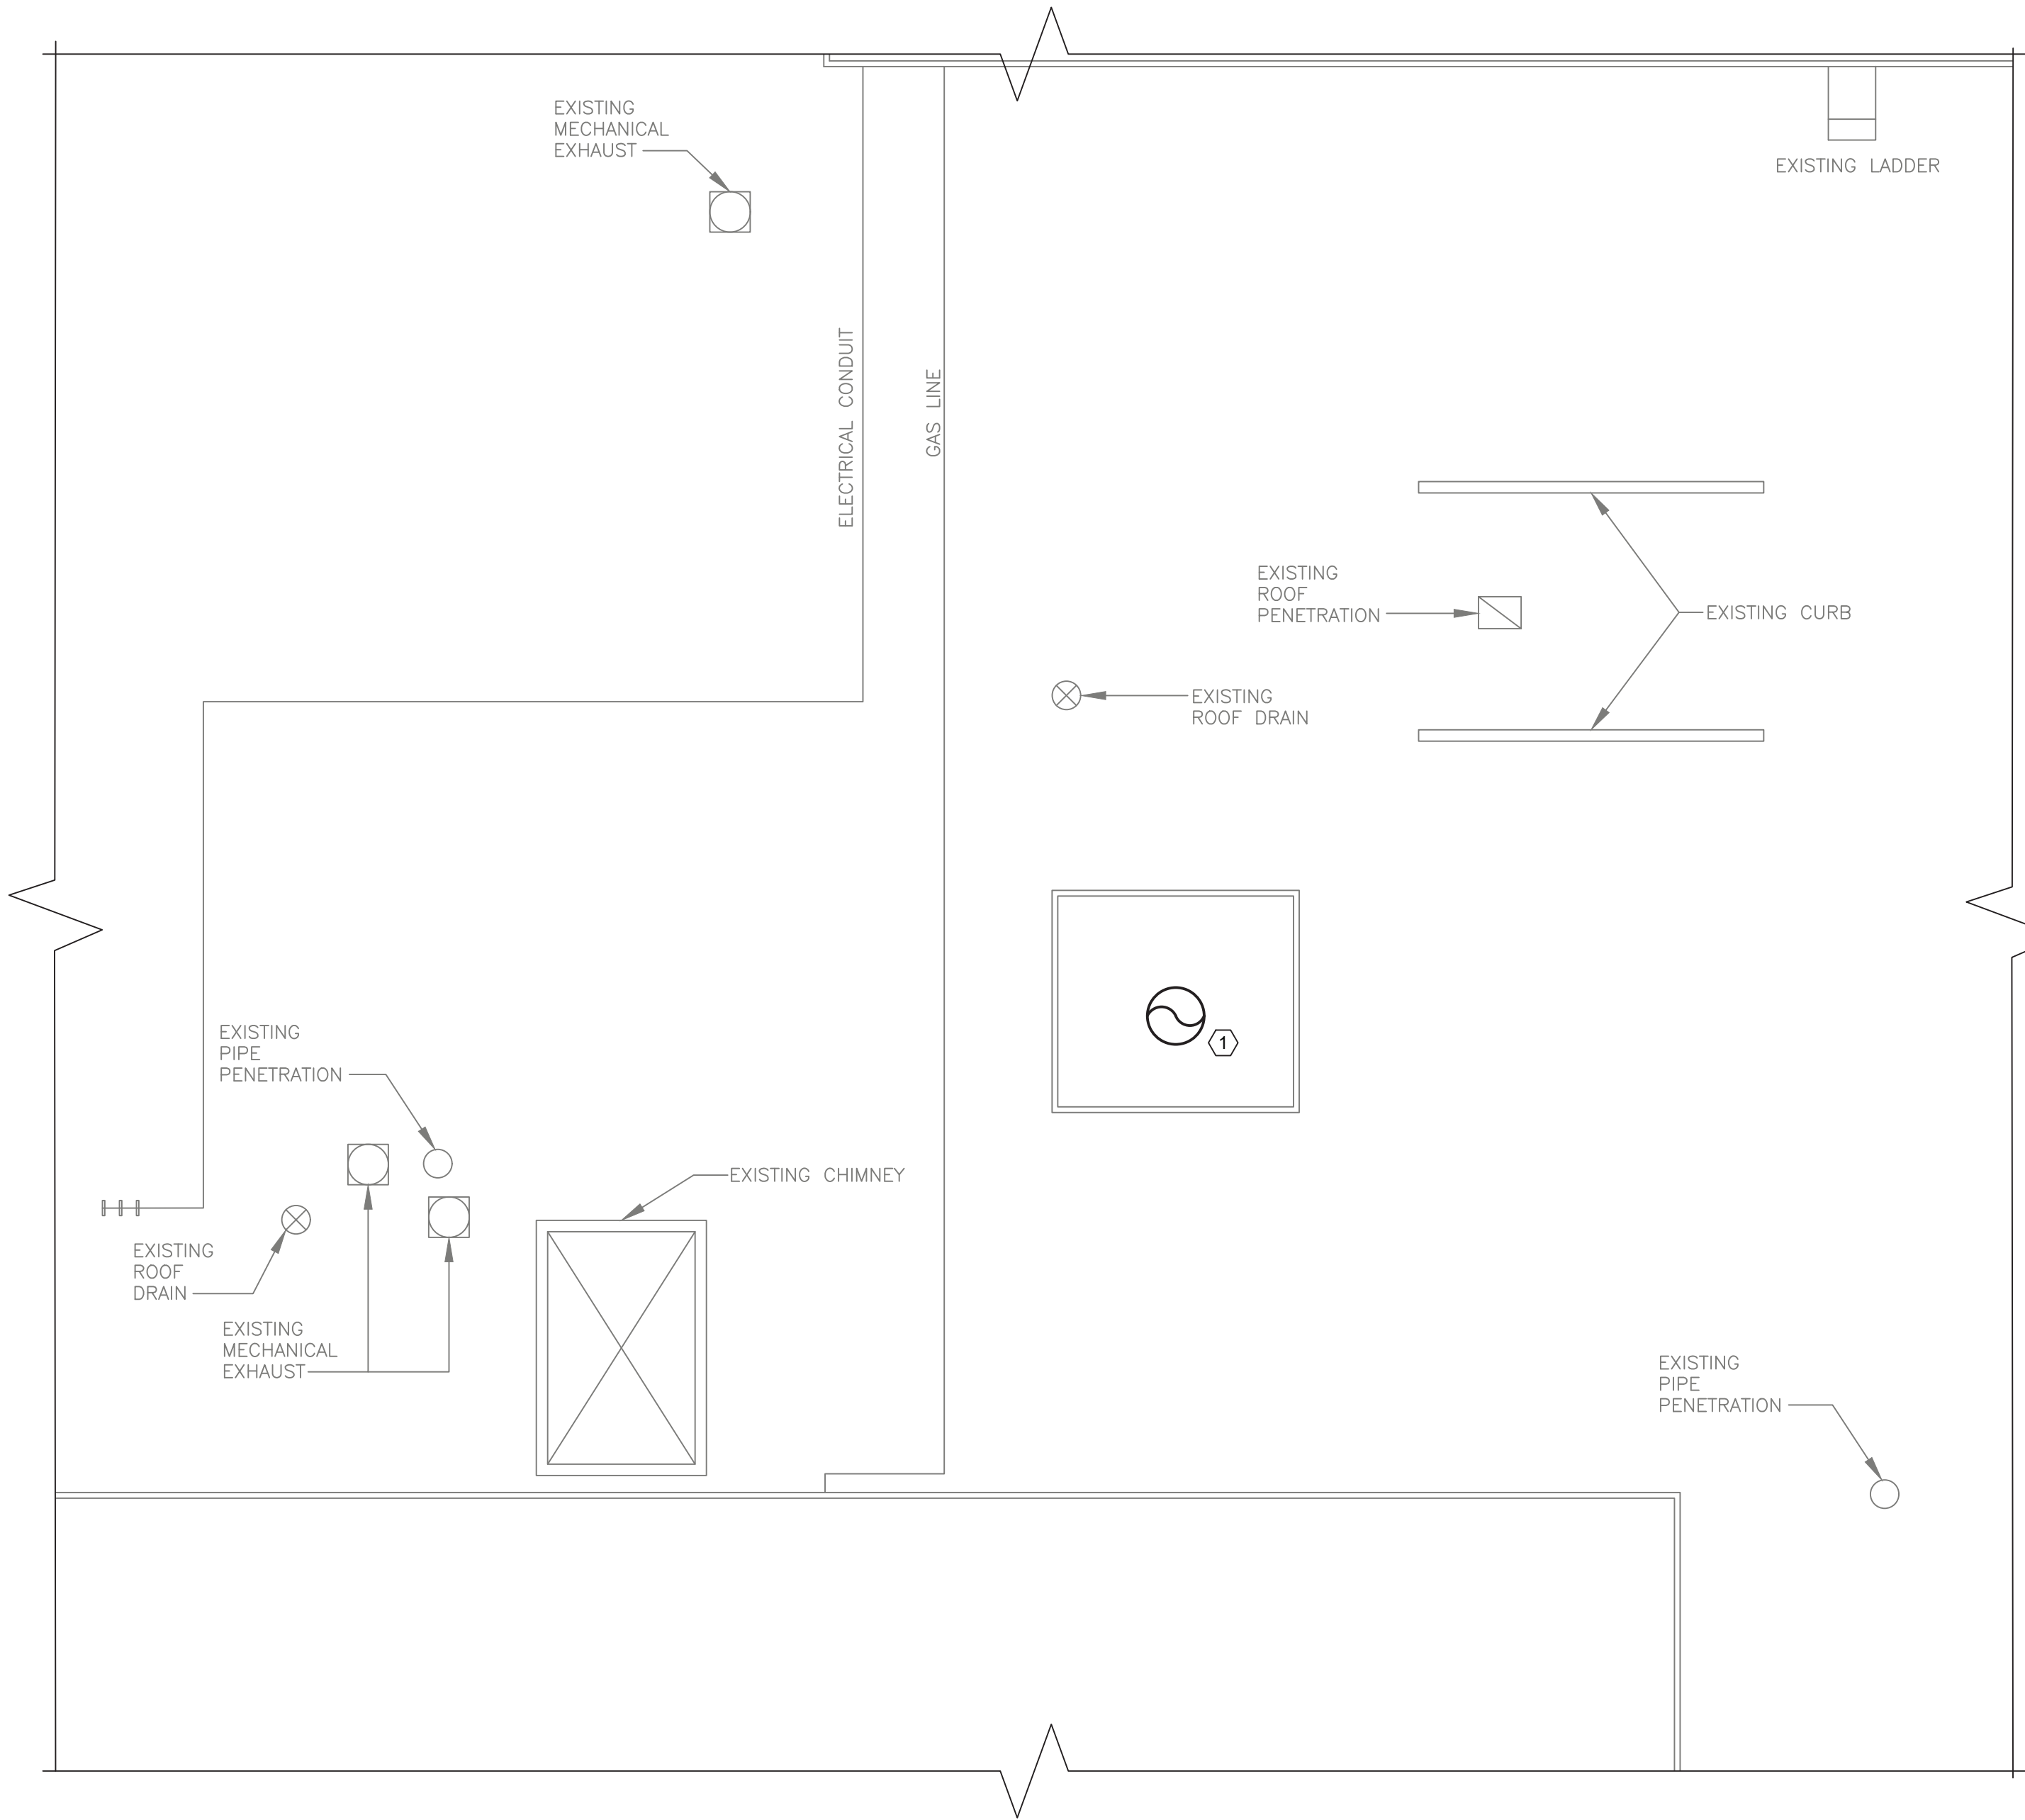 EXISTING
MECHANICAL
EXHAUST
EXISTING LADDER
ELECTRICAL CONDUIT
GAS LINE
EXISTING
ROOF
PENETRATION
EXISTING CURB
EXISTING
ROOF DRAIN
1
EXISTING
PIPE
PENETRATION
EXISTING CHIMNEY
EXISTING
ROOF
DRAIN
EXISTING
MECHANICAL
EXHAUST
EXISTING
PIPE
PENETRATION